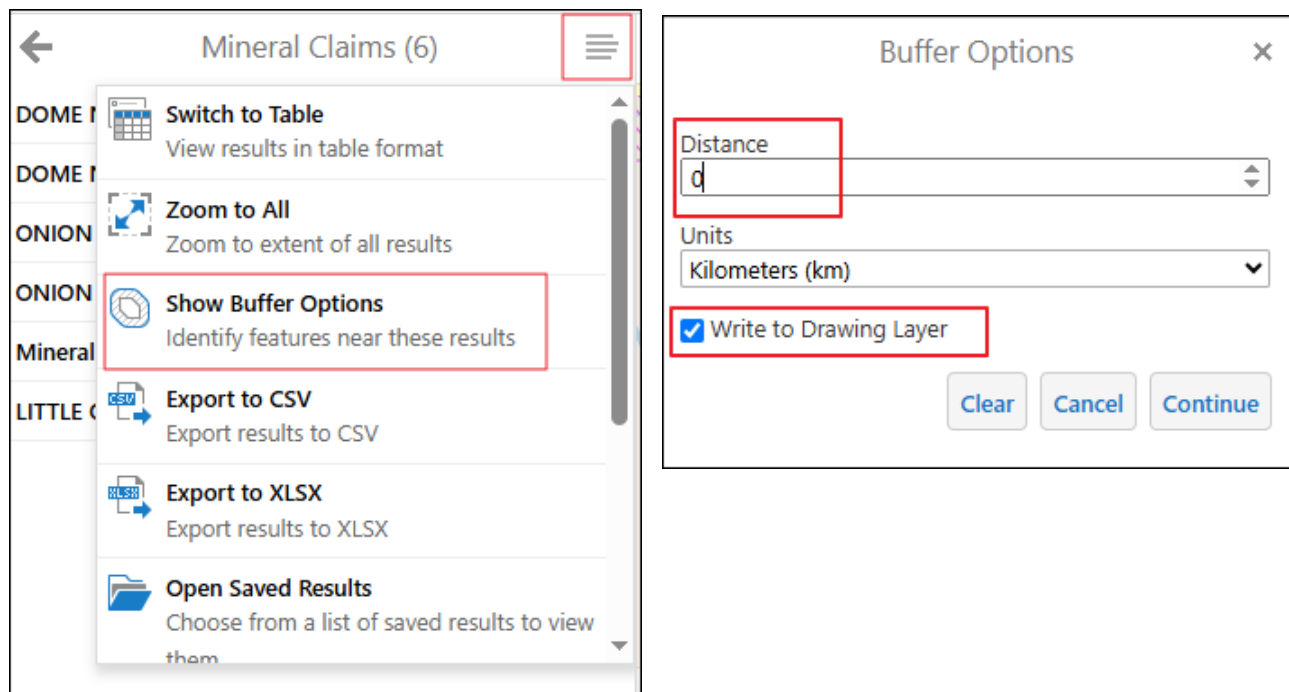 Mineral Claims (6)
DOME
Switch to Table
View results in table format
DOME
Zoom to All
Zoom to extent of all results
ONION
ONION
Show Buffer Options
Identify features near these results
Mineral
LITTLE
CSV
Export to CSV
Export results to CSV
XLSX
Export to XLSX
Export results to XLSX
Open Saved Results
Choose from a list of saved results to view
them
Buffer Options
Distance
0
Units
Kilometers (km)
Write to Drawing Layer
Clear Cancel Continue